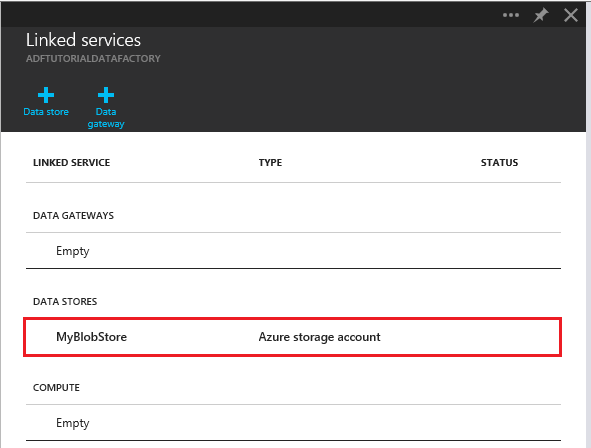 Linked services
ADFTUTORIALDATAFACTORY
Data store
Data gateway
LINKED SERVICE TYPE STATUS
DATA GATEWAYS
Empty
DATA STORES
MyBlobStore Azure storage account
COMPUTE
Empty